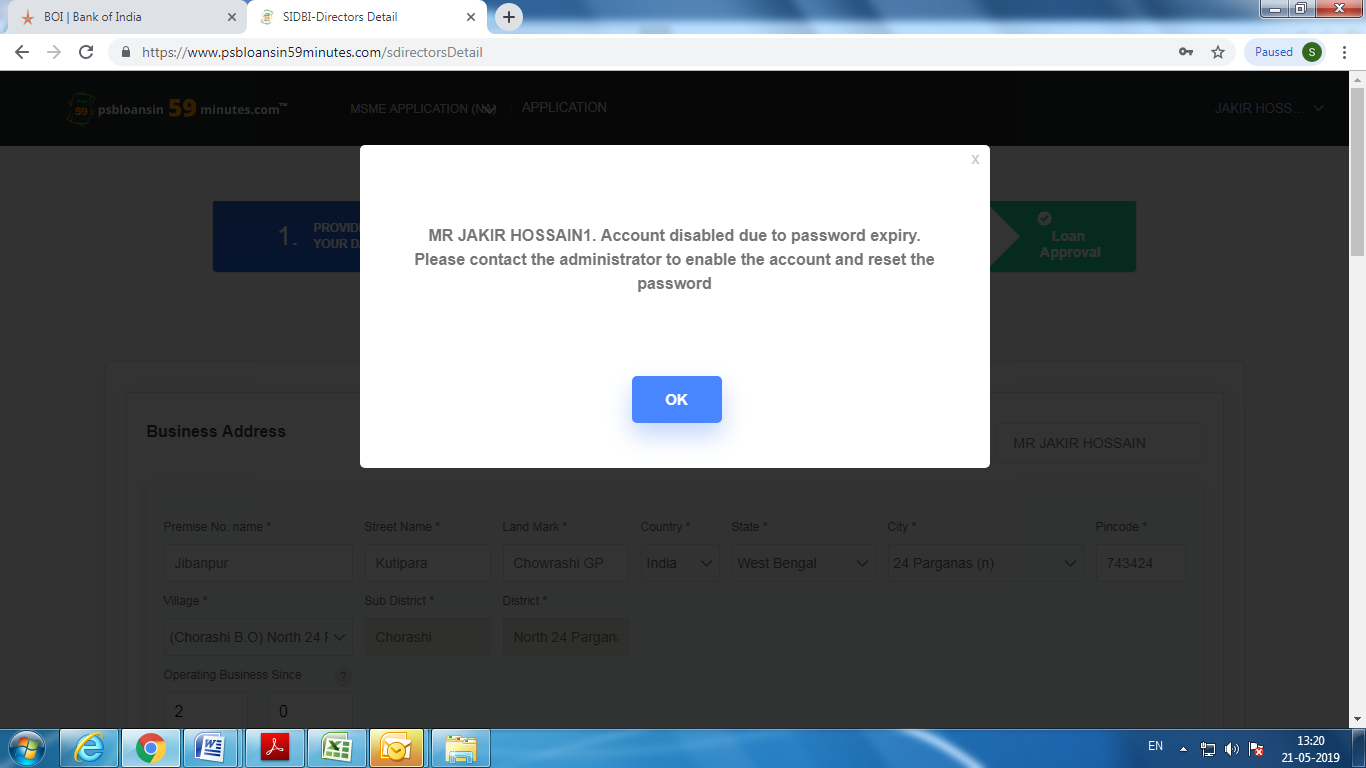 BOI | Bank of India
SIDBI-Directors Detail
https://www.psbloansin59minutes.com/sdirectorsDetail
Paused S
psbloansin 59 minutes.com™
MSME APPLICATION
APPLICATION
JAKIR HOSS...
1.
YOUR
Loan
Approval
x
MR JAKIR HOSSAIN1. Account disabled due to password expiry.
Please contact the administrator to enable the account and reset the
password
OK
Business Address
MR JAKIR HOSSAIN
Premise No. name * Street Name * Land Mark * Country * State * City * Pincode *
Jibanpur Kutipara Chowrashi GP India West Bengal 24 Parganas (n) 743424
Village * Sub District * District *
(Chorashi B.O) North 24 Chorashi North 24
Operating Business Since ?
2 0
EN
13:20
21-05-2019